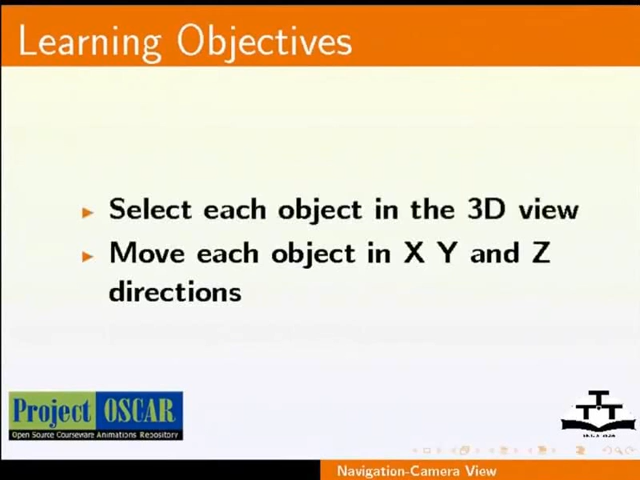 Learning Objectives
Select each object in the 3D view
Move each object in X Y and Z
directions
Project OSCAR
Open Source Courseware Animations Repository
Navigation-Camera View